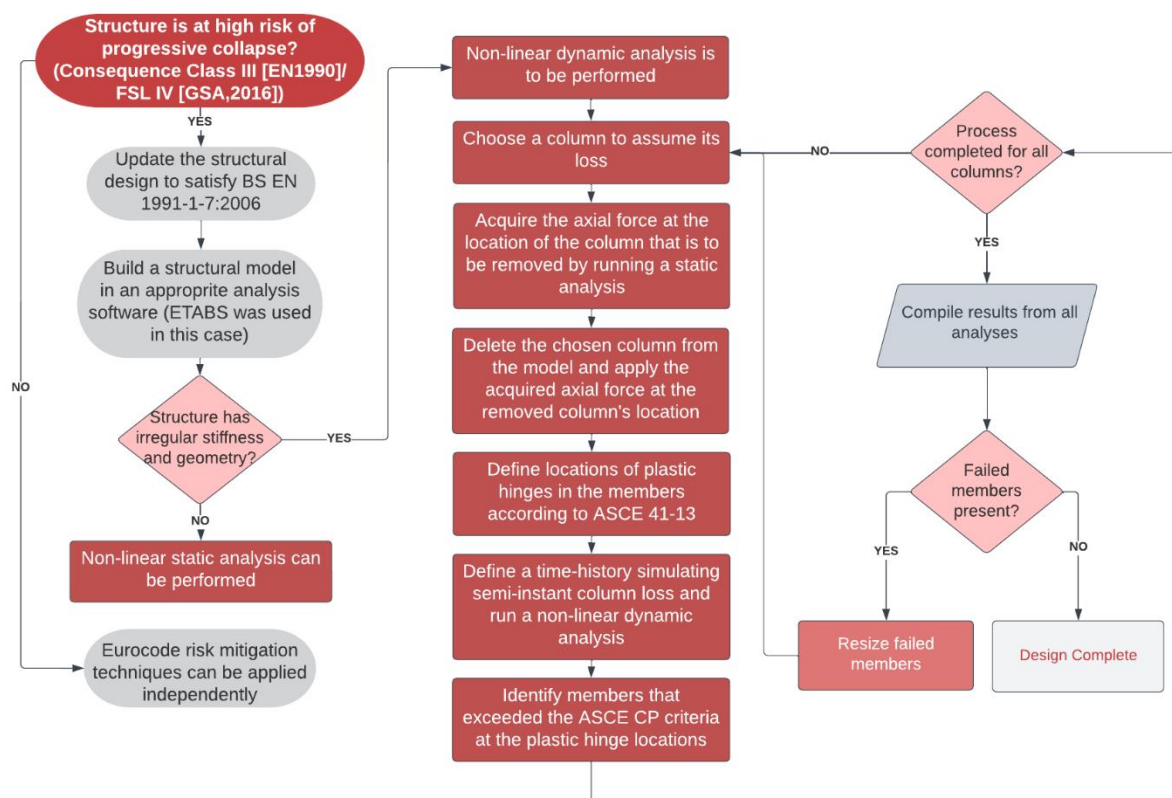 Structure is at high risk of
progressive collapse?
(Consequence Class III [EN1990]/
FSL IV [GSA,2016])
YES
Update the structural
design to satisfy BS EN
1991-1-7:2006
Build a structural model
in an approprite analysis
software (ETABS was used
in this case)
NO
Structure has
irregular stiffness
and geometry?
YES
NO
Non-linear static analysis can
be performed
Eurocode risk mitigation
techniques can be applied
independently
Non-linear dynamic analysis is
to be performed
Choose a column to assume its
loss
Acquire the axial force at the
location of the column that is to
be removed by running a static
analysis
Delete the chosen column from
the model and apply the
acquired axial force at the
removed column's location
Define locations of plastic
hinges in the members
according to ASCE 41-13
Define a time-history simulating
semi-instant column loss and
run a non-linear dynamic
analysis
Identify members that
exceeded the ASCE CP criteria
at the plastic hinge locations
Process
completed for all
columns?
NO
YES
Compile results from all
analyses
Failed
members
present?
YES
NO
Resize failed
members
Design Complete